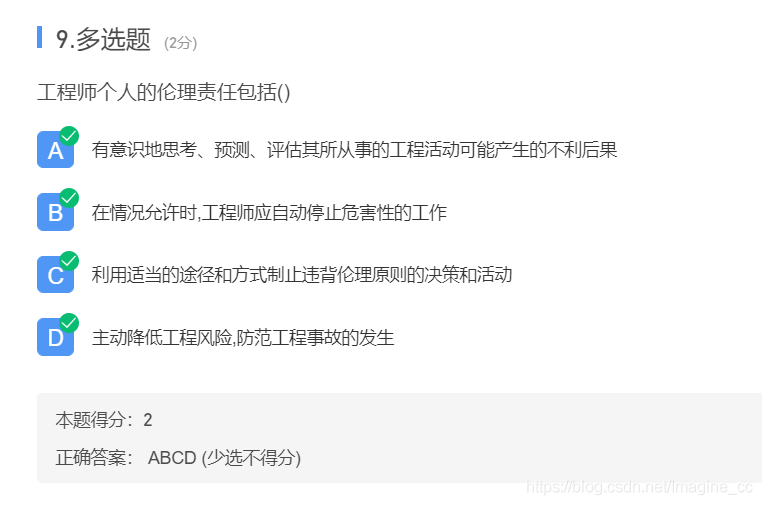 9.多选题 (2分)
工程师个人的伦理责任包括()
A 有意识地思考、预测、评估其所从事的工程活动可能产生的不利后果
B 在情况允许时,工程师应自动停止危害性的工作
C 利用适当的途径和方式制止违背伦理原则的决策和活动
D 主动降低工程风险,防范工程事故的发生
本题得分：2
正确答案： ABCD (少选不得分)
https://blog.csdn.net/Imagine_cc